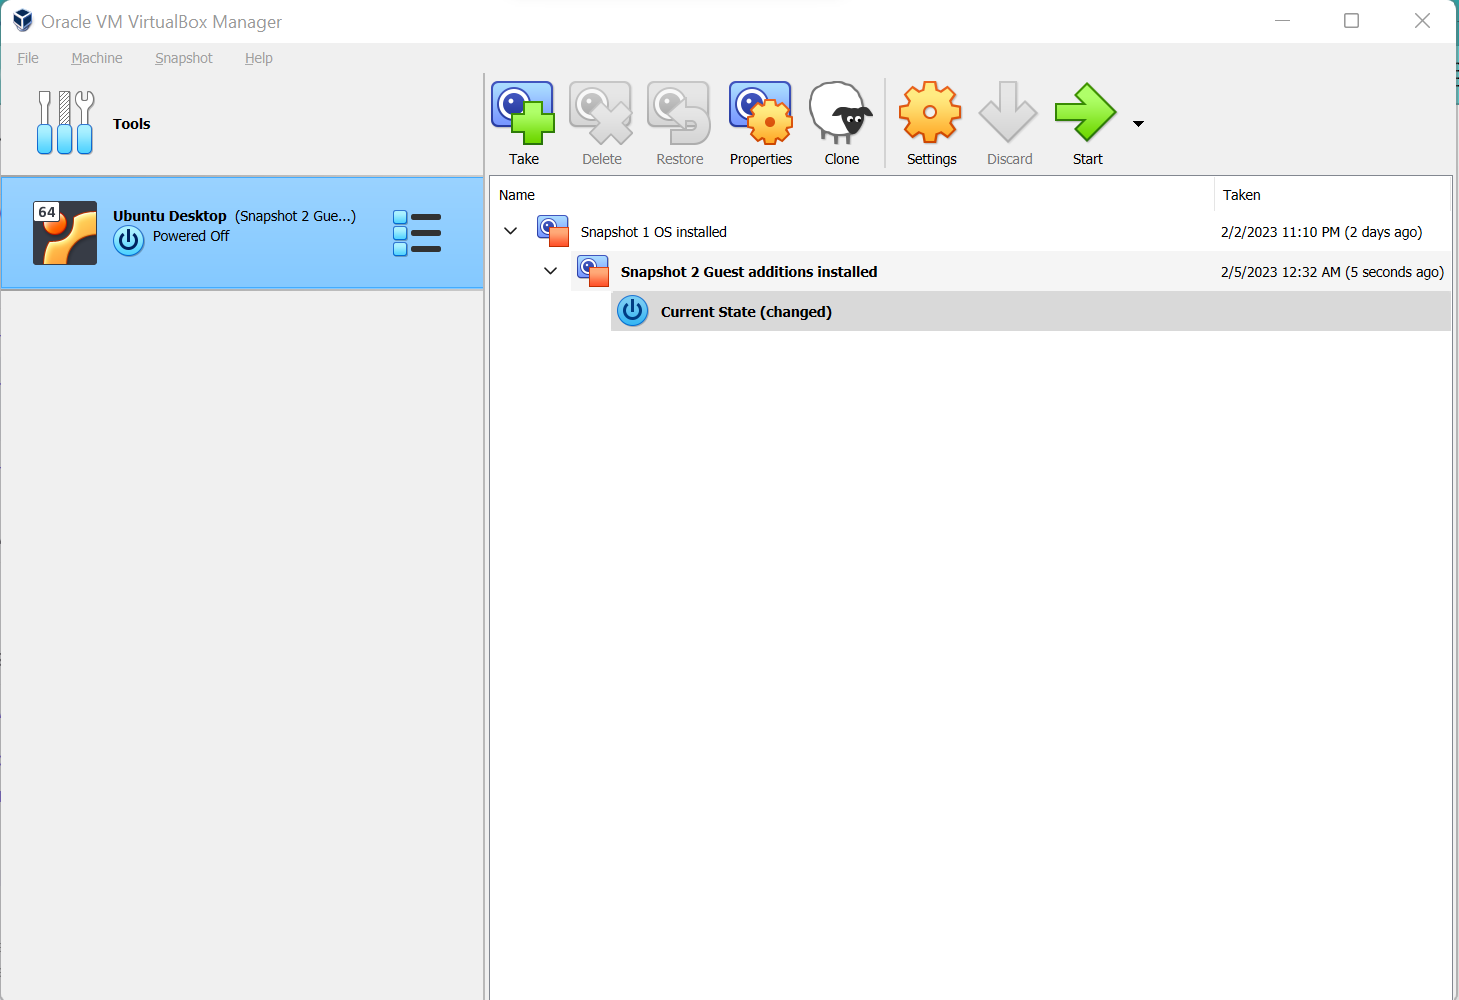 Oracle VM VirtualBox Manager
File Machine Snapshot Help
Tools
Take Delete Restore Properties Clone Settings Discard Start
64
Ubuntu Desktop (Snapshot 2 Gue...)
Powered Off
Name Taken
Snapshot 1 OS installed 2/2/2023 11:10 PM (2 days ago)
Snapshot 2 Guest additions installed 2/5/2023 12:32 AM (5 seconds ago)
Current State (changed)